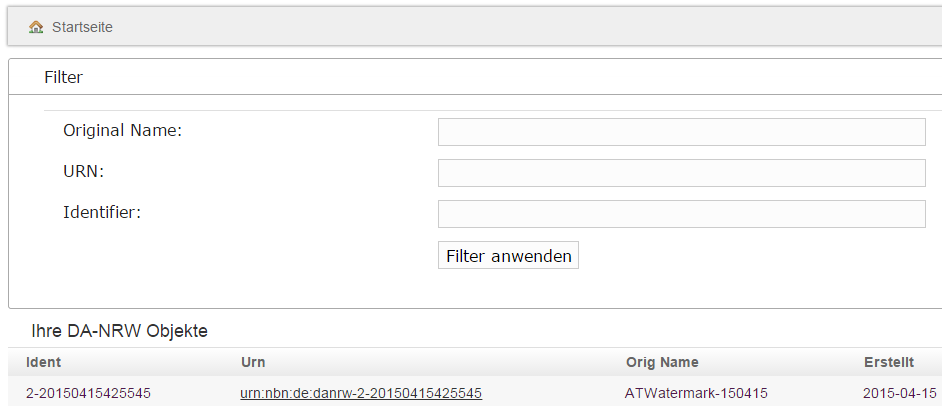 Startseite
Filter
Original Name:
URN:
Identifier:
Filter anwenden
Ihre DA-NRW Objekte
Ident Urn Orig Name Erstellt
2-20150415425545 urn:nbn:de:danrw-2-20150415425545 ATWatermark-150415 2015-04-15